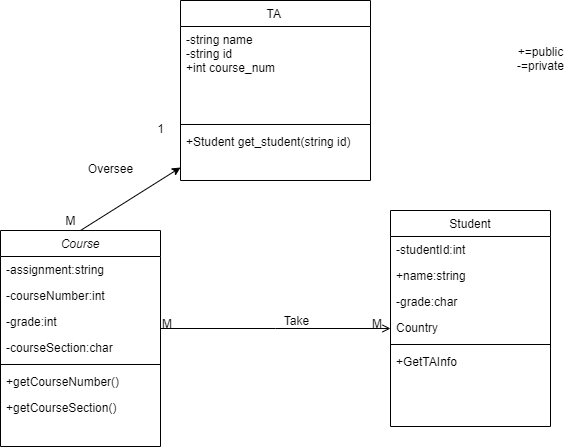 TA
-string name
-string id
+int course_num
+Student get_student(string id)
+=public
-=private
1
Oversee
M
Course
-assignment:string
-courseNumber:int
-grade:int
-courseSection:char
+getCourseNumber()
+getCourseSection()
M
Take
M
Student
-studentId:int
+name:string
-grade:char
Country
+GetTAInfo